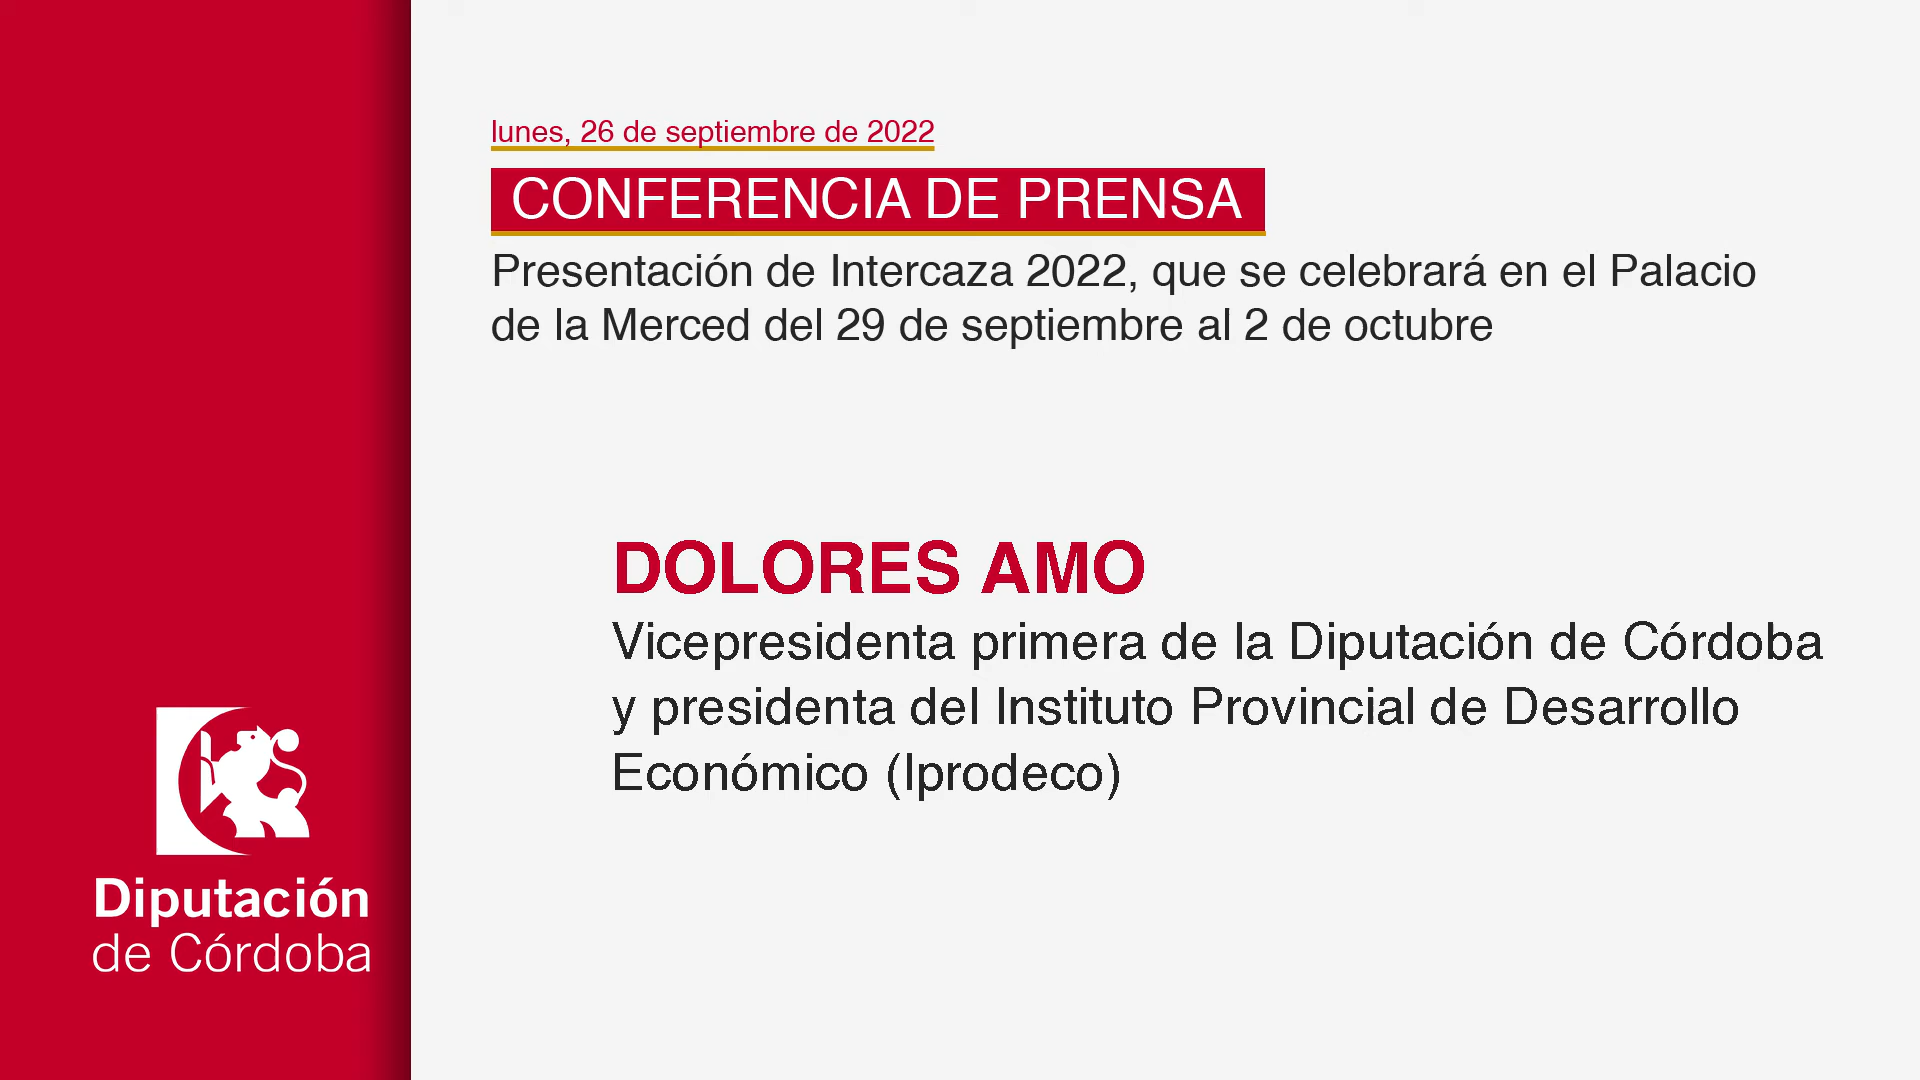 lunes, 26 de septiembre de 2022
CONFERENCIA DE PRENSA
Presentación de Intercaza 2022, que se celebrará en el Palacio
de la Merced del 29 de septiembre al 2 de octubre
DOLORES AMO
Vicepresidenta primera de la Diputación de Córdoba
y presidenta del Instituto Provincial de Desarrollo
Económico (Iprodeco)
Diputación
de Córdoba